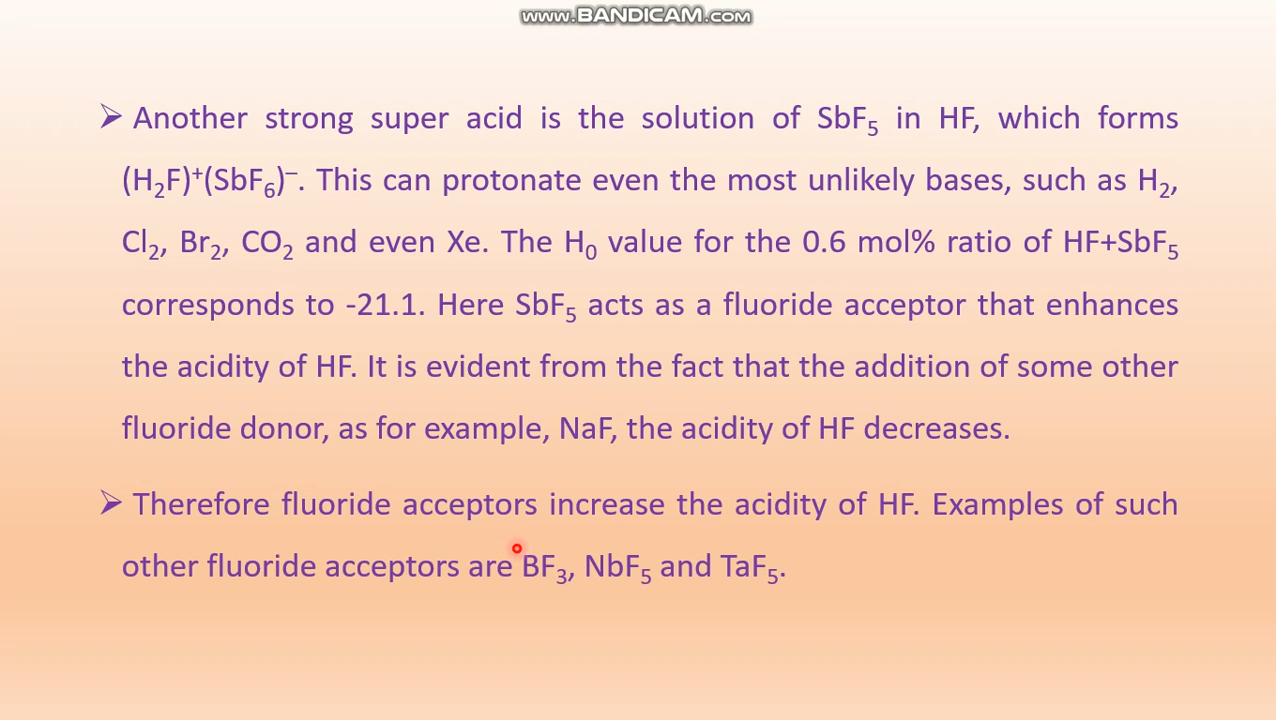 www.BANDICAM.com
➢ Another strong super acid is the solution of SbF₅ in HF, which forms
(H₂F)⁺(SbF₆)⁻. This can protonate even the most unlikely bases, such as H₂,
Cl₂, Br₂, CO₂ and even Xe. The H₀ value for the 0.6 mol% ratio of HF+SbF₅
corresponds to -21.1. Here SbF₅ acts as a fluoride acceptor that enhances
the acidity of HF. It is evident from the fact that the addition of some other
fluoride donor, as for example, NaF, the acidity of HF decreases.
➢ Therefore fluoride acceptors increase the acidity of HF. Examples of such
other fluoride acceptors are BF₃, NbF₅ and TaF₅.